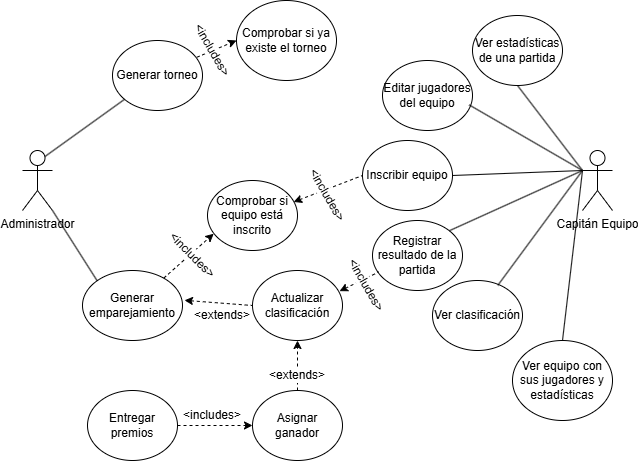 <includes>
Comprobar si ya
existe el torneo
Generar torneo
Ver estadísticas
de una partida
Editar jugadores
del equipo
Administrador
Capitán Equipo
<includes>
Inscribir equipo
Comprobar si
equipo está
inscrito
<includes>
Registrar
resultado de la
partida
<includes>
Generar
emparejamiento
<extends>
Actualizar
clasificación
Ver clasificación
<extends>
Ver equipo con
sus jugadores y
estadísticas
Entregar
premios
<includes>
Asignar
ganador